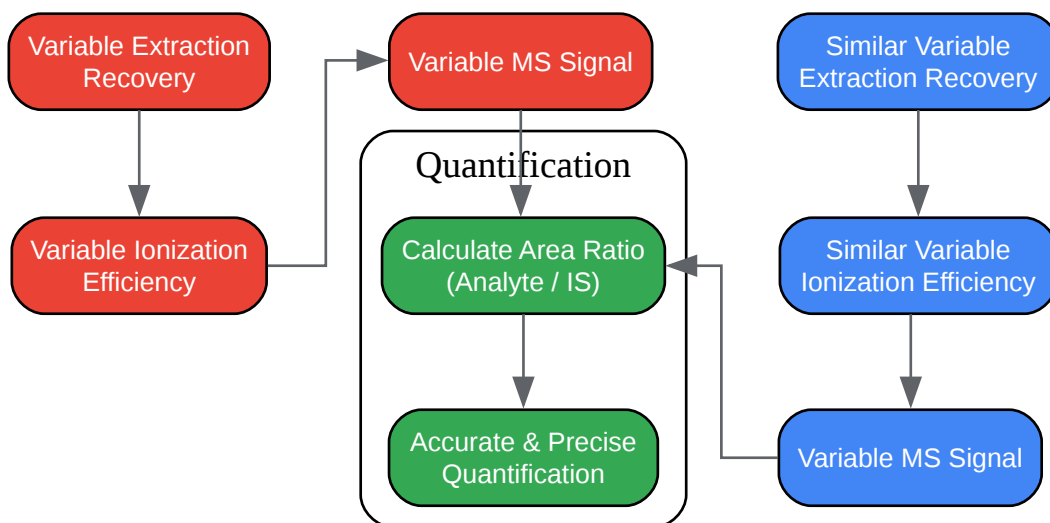 Variable Extraction
Recovery
Variable MS Signal
Similar Variable
Extraction Recovery
Quantification
Variable Ionization
Efficiency
Calculate Area Ratio
(Analyte / IS)
Similar Variable
Ionization Efficiency
Accurate & Precise
Quantification
Variable MS Signal